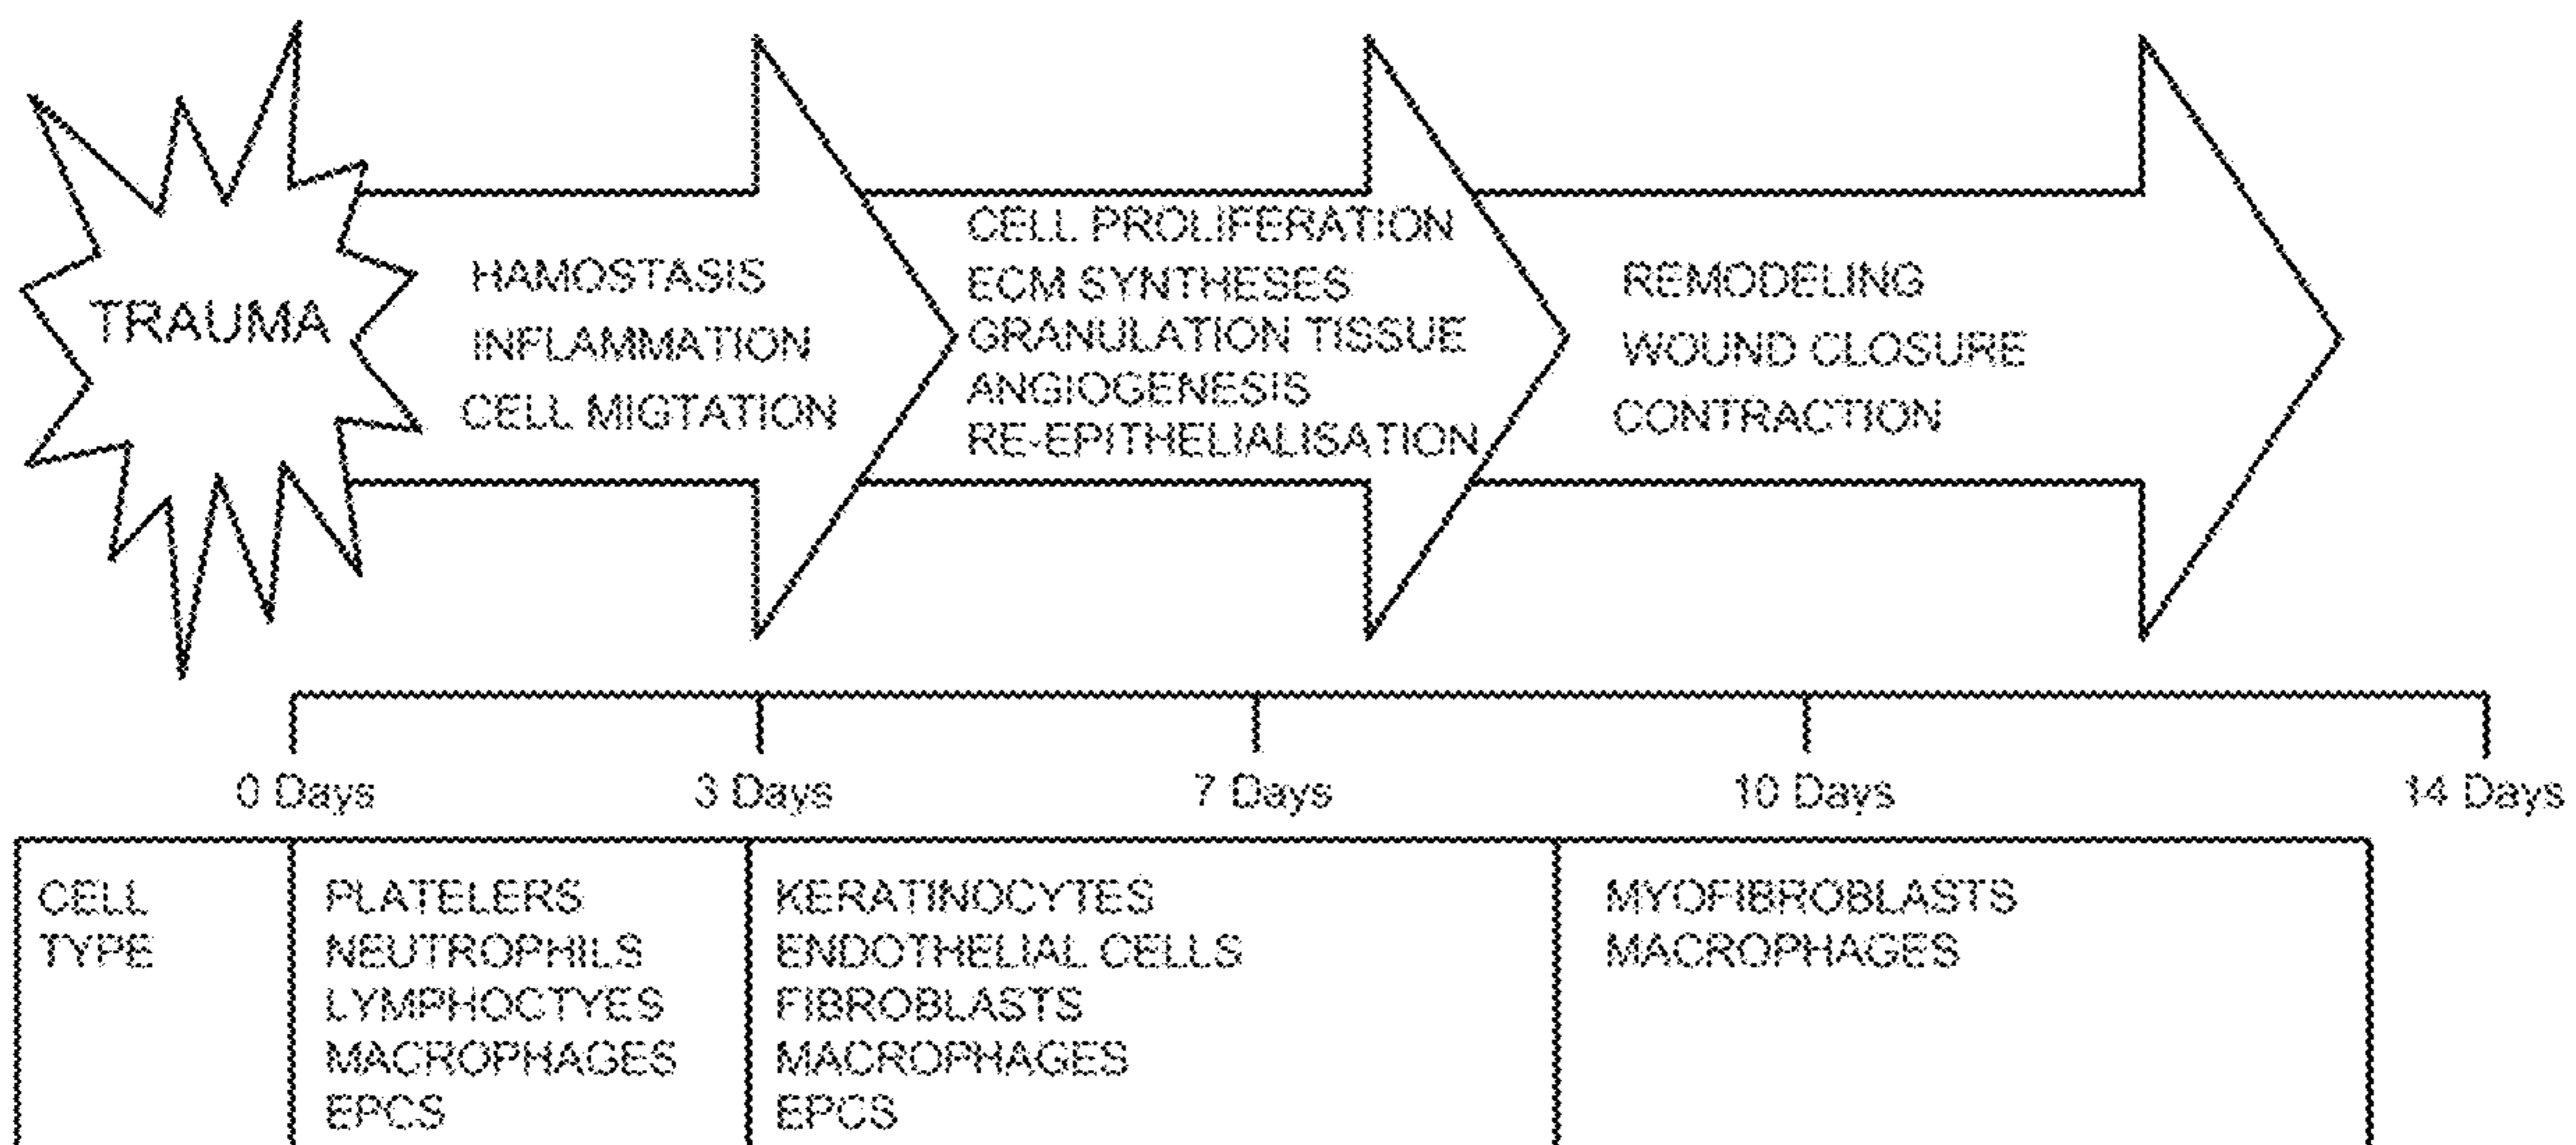 TRAUMA
HAMOSTASIS
INFLAMMATION
CELL MIGTATION
CELL PROLIFERATION
ECM SYNTHESES
GRANULATION TISSUE
ANGIOGENESIS
RE-EPITHELIALISATION
REMODELING
WOUND CLOSURE
CONTRACTION
0 Days
3 Days
7 Days
10 Days
14 Days
CELL
TYPE
PLATELERS
NEUTROPHILS
LYMPHOCTYES
MACROPHAGES
EPCS
KERATINOCYTES
ENDOTHELIAL CELLS
FIBROBLASTS
MACROPHAGES
EPCS
MYOFIBROBLASTS
MACROPHAGES